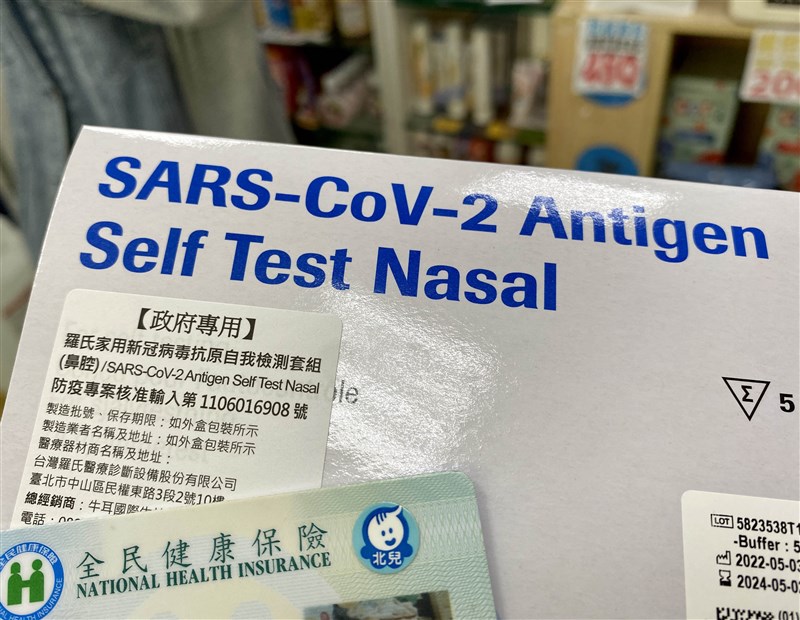 SARS-CoV-2 Antigen
Self Test Nasal
【政府專用】
羅氏家用新冠病毒抗原自我檢測套組
(鼻腔)/SARS-CoV-2 Antigen Self Test Nasal
防疫專案核准輸入第 1106016908 號
製造批號、保存期限:如外盒包裝所示
製造業者名稱及地址:如外盒包裝所示
醫療器材商名稱及地址:
台灣羅氏醫療診斷設備股份有限公司
臺北市中山區民權東路3段2號10樓
總經銷商:牛耳國際
電話:
Σ 5
LOT 5823538T
-Buffer : 5
2022-05-03
2024-05-0
(01)
全民健康保險
NATIONAL HEALTH INSURANCE
北兒